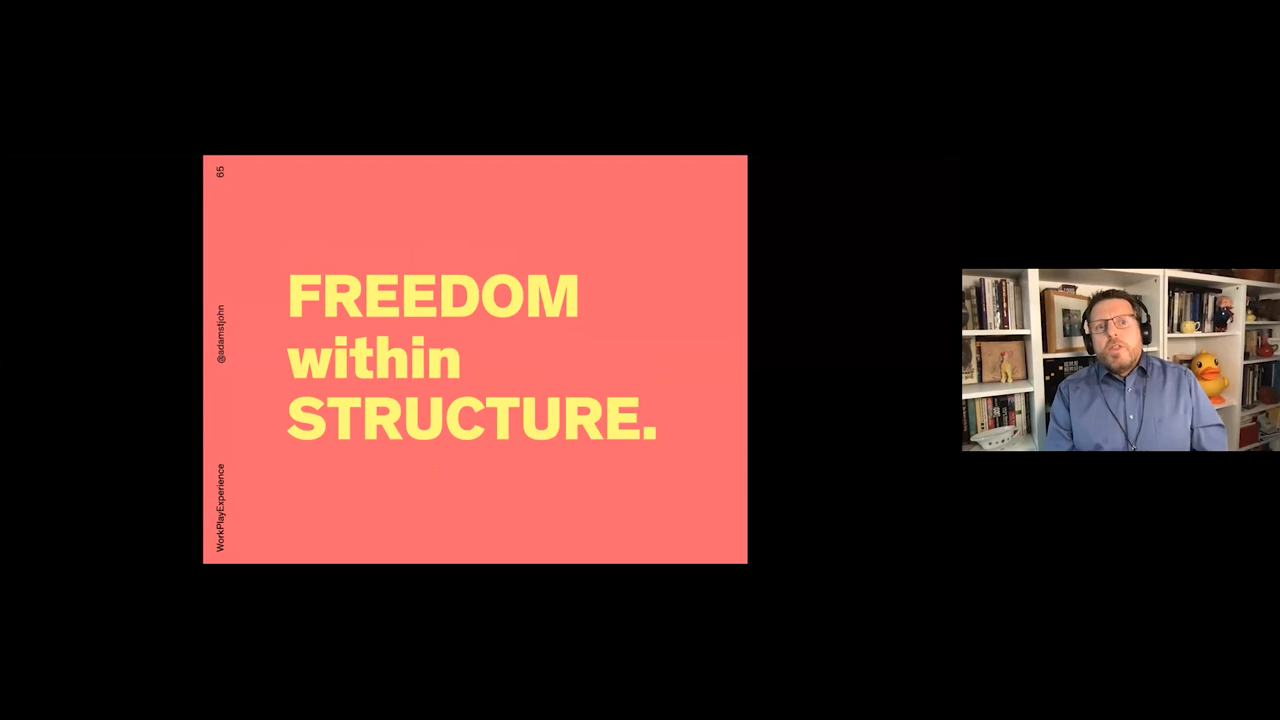 65
@adamstjohn
WorkPlayExperience
FREEDOM
within
STRUCTURE.